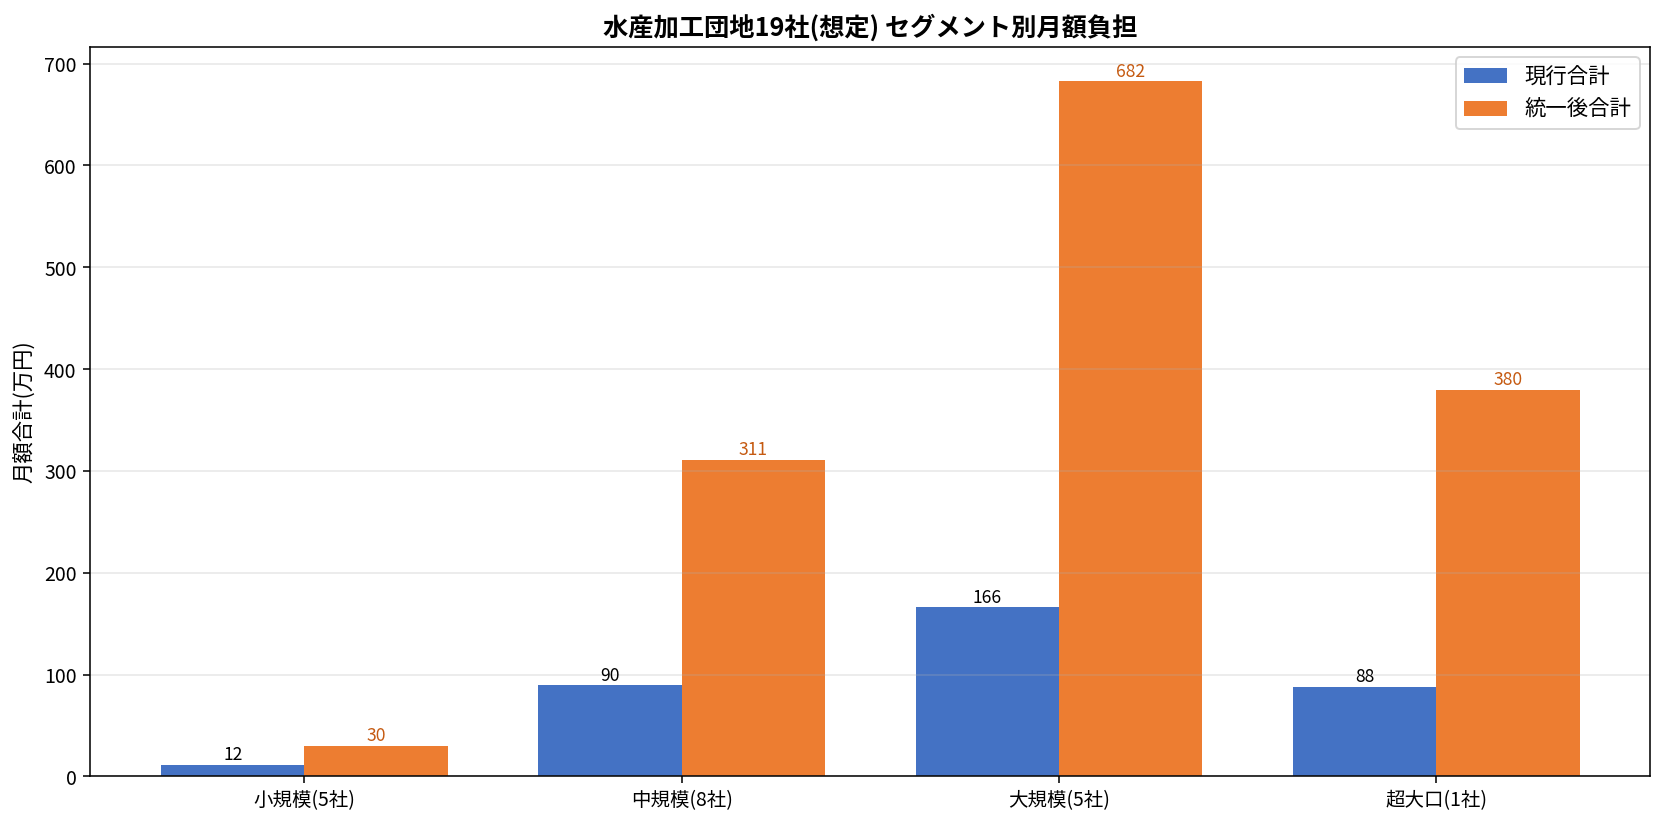 水産加工団地19社(想定) セグメント別月額負担
現行合計
統一後合計
月額合計(万円)
700
600
500
400
300
200
100
0
12
30
90
311
166
682
88
380
小規模(5社)
中規模(8社)
大規模(5社)
超大口(1社)